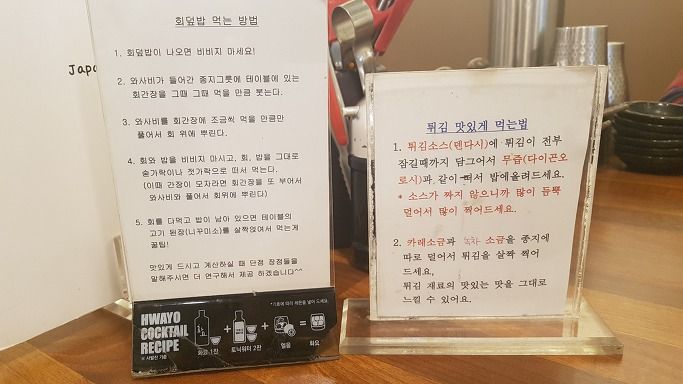 Japa
회덮밥 먹는 방법
1. 회덮밥이 나오면 비비지 마세요!
2. 와사비가 들어간 종지그릇에 테이블에 있는
회간장을 그때 그때 먹을 만큼 붓는다.
3. 와사비를 회간장에 조금씩 먹을 만큼만
풀어서 회 위에 뿌린다.
4. 회와 밥을 비비지 마시고, 회, 밥을 그대로
숟가락이나 젓가락으로 떠서 먹는다.
(이때 간장이 모자라면 회간장을 또 부어서
와사비와 풀어서 회위에 뿌린다)
5. 회를 다먹고 밥이 남아 있으면 테이블의
고기 된장(니꾸미소)를 살짝얹어서 먹는게
꿀팁!
맛있게 드시고 계산하실 때 단점 장점들을
말해주시면 더 연구해서 제공 하겠습니다^^
HWAYO
COCKTAIL
RECIPE
*기호에 따라 레몬을 넣어 드세요.
화요 1잔
+
토닉워터 2잔
+
얼음
=
화요
튀김 맛있게 먹는법
1. 튀김소스(덴다시)에 튀김이 전부
잠길때까지 담그어서 무즙(다이곤오
로시)과 같이 떠서 밥에올려드세요.
* 소스가 짜지 않으니까 많이 듬뿍
덜어서 많이 찍어드세요.
2. 카레소금과 녹차 소금을 종지에
따로 덜어서 튀김을 살짝 찍어
드세요.
튀김 재료의 맛있는 맛을 그대로
느낄 수 있어요.